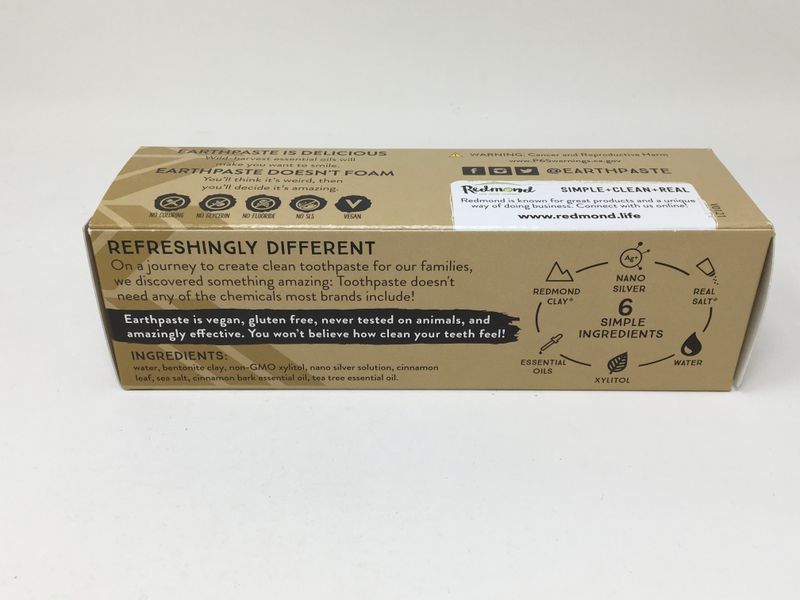 EARTHPASTE IS DELICIOUS
Wild-harvest essential oils will
make you want to smile.
EARTHPASTE DOESN'T FOAM
You'll think it's weird, then
you'll decide it's amazing.
NO COLORING
NO GLYCERIN
NO FLUORIDE
NO SLS
VEGAN
WARNING: Cancer and Reproductive Harm
www.P65warnings.ca.gov
@EARTHPASTE
Redmond
SIMPLE+CLEAN+REAL
Redmond is known for great products and a unique
way of doing business. Connect with us online!
www.redmond.life
REFRESHINGLY DIFFERENT
On a journey to create clean toothpaste for our families,
we discovered something amazing: Toothpaste doesn't
need any of the chemicals most brands include!
Earthpaste is vegan, gluten free, never tested on animals, and
amazingly effective. You won't believe how clean your teeth feel!
INGREDIENTS:
water, bentonite clay, non-GMO xylitol, nano silver solution, cinnamon
leaf, sea salt, cinnamon bark essential oil, tea tree essential oil.
Ag+
NANO
SILVER
REDMOND
CLAY®
REAL
SALT®
6
SIMPLE
INGREDIENTS
ESSENTIAL
OILS
XYLITOL
WATER